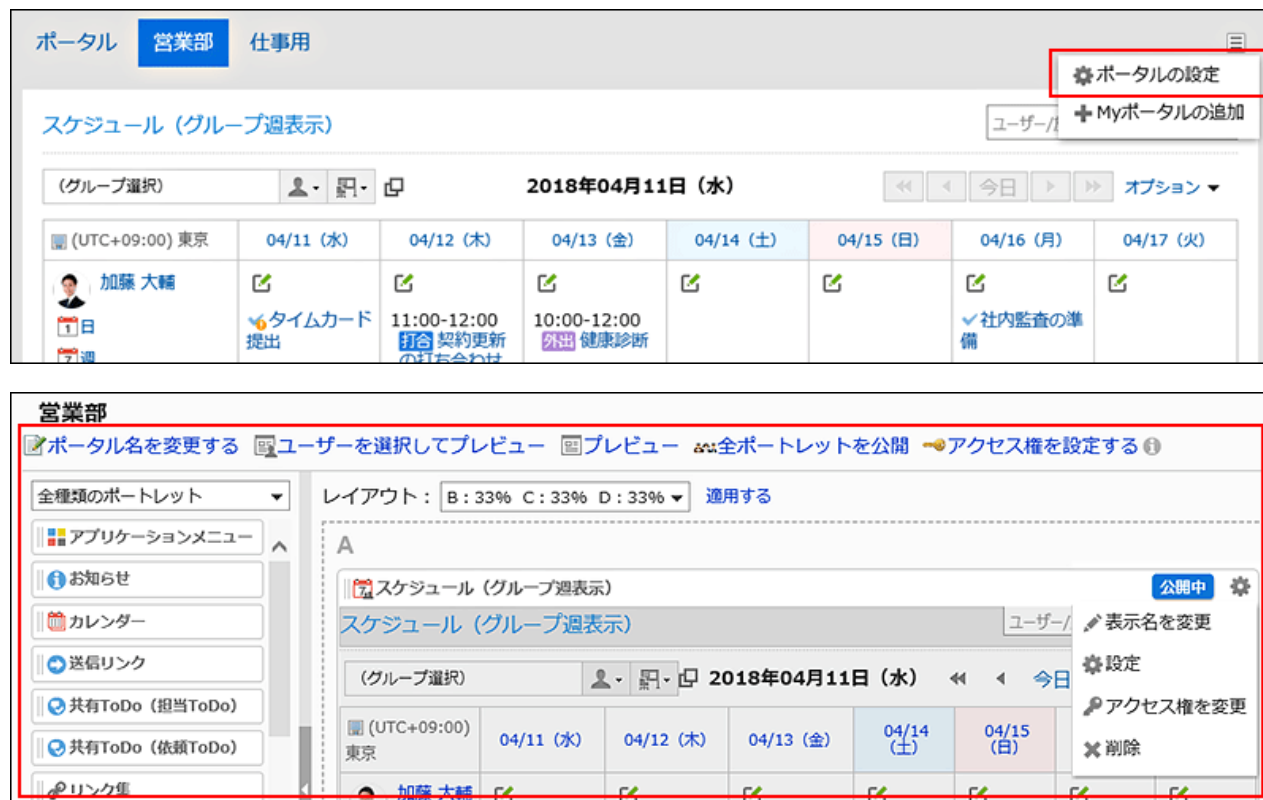 ポータル 営業部 仕事用
ポータルの設定
Myポータルの追加
スケジュール（グループ週表示）
ユーザー/
（グループ選択） 2018年04月11日（水） 今日 オプション
(UTC+09:00) 東京 04/11（水） 04/12（木） 04/13（金） 04/14（土） 04/15（日） 04/16（月） 04/17（火）
加藤 大輔
タイムカード 11:00-12:00 10:00-12:00 社内監査の準
1日 提出 打合 契約更新 外出 健康診断 備
7週 の打ち合わせ
営業部
ポータル名を変更する ユーザーを選択してプレビュー プレビュー 全ポートレットを公開 アクセス権を設定する
全種類のポートレット レイアウト： B：33% C：33% D：33% 適用する
アプリケーションメニュー
A
お知らせ
スケジュール（グループ週表示） 公開中
カレンダー
スケジュール（グループ週表示） ユーザー/ 表示名を変更
送信リンク
（グループ選択） 2018年04月11日（水） 今日 設定
共有ToDo（担当ToDo）
アクセス権を変更
(UTC+09:00) 東京 04/11（水） 04/12（木） 04/13（金） 04/14（土） 04/15（日）
共有ToDo（依頼ToDo）
削除
リンク集
加藤 大輔